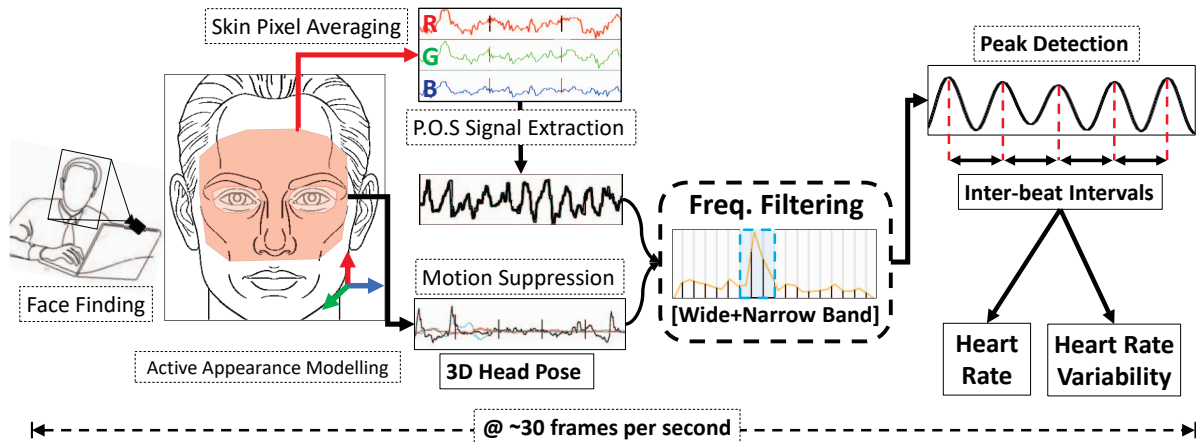 Skin Pixel Averaging
R
G
B
P.O.S Signal Extraction
Face Finding
Active Appearance Modelling
Motion Suppression
3D Head Pose
Freq. Filtering
[Wide+Narrow Band]
Peak Detection
Inter-beat Intervals
Heart
Rate
Heart Rate
Variability
@ ~30 frames per second